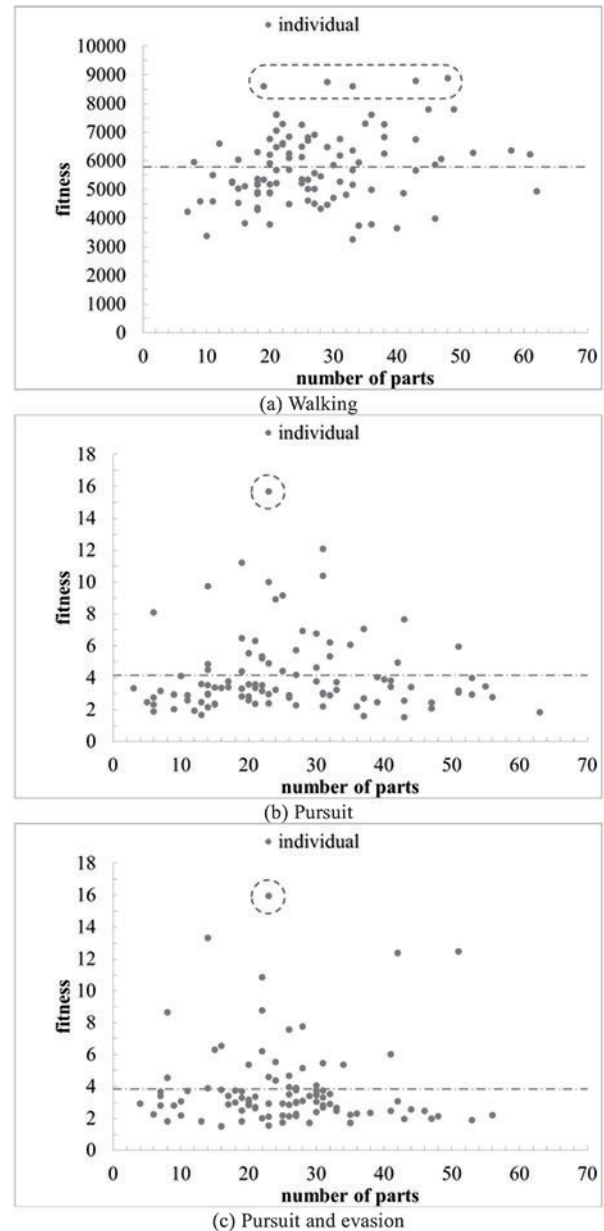 individual
10000
9000
8000
7000
6000
5000
4000
3000
2000
1000
0
fitness
0 10 20 30 40 50 60 70
number of parts
(a) Walking
individual
18
16
14
12
10
8
6
4
2
0
fitness
0 10 20 30 40 50 60 70
number of parts
(b) Pursuit
individual
18
16
14
12
10
8
6
4
2
0
fitness
0 10 20 30 40 50 60 70
number of parts
(c) Pursuit and evasion